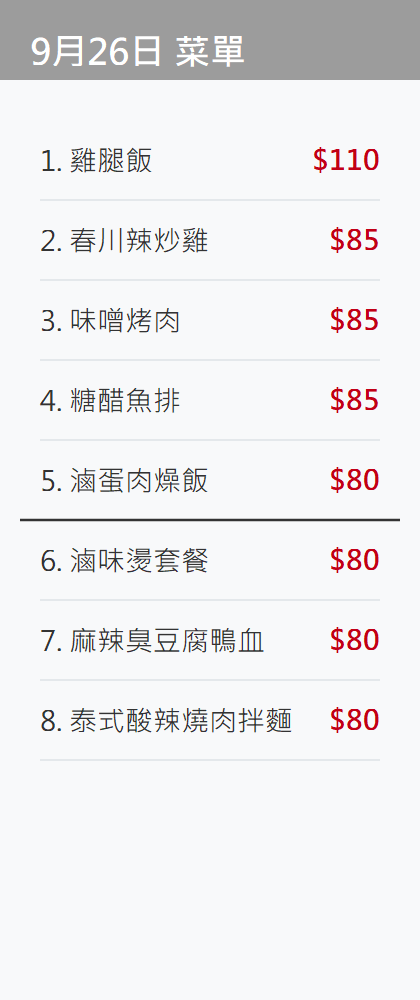 9月26日 菜單
1. 雞腿飯 $110
2. 春川辣炒雞 $85
3. 味噌烤肉 $85
4. 糖醋魚排 $85
5. 滷蛋肉燥飯 $80
6. 滷味燙套餐 $80
7. 麻辣臭豆腐鴨血 $80
8. 泰式酸辣燒肉拌麵 $80